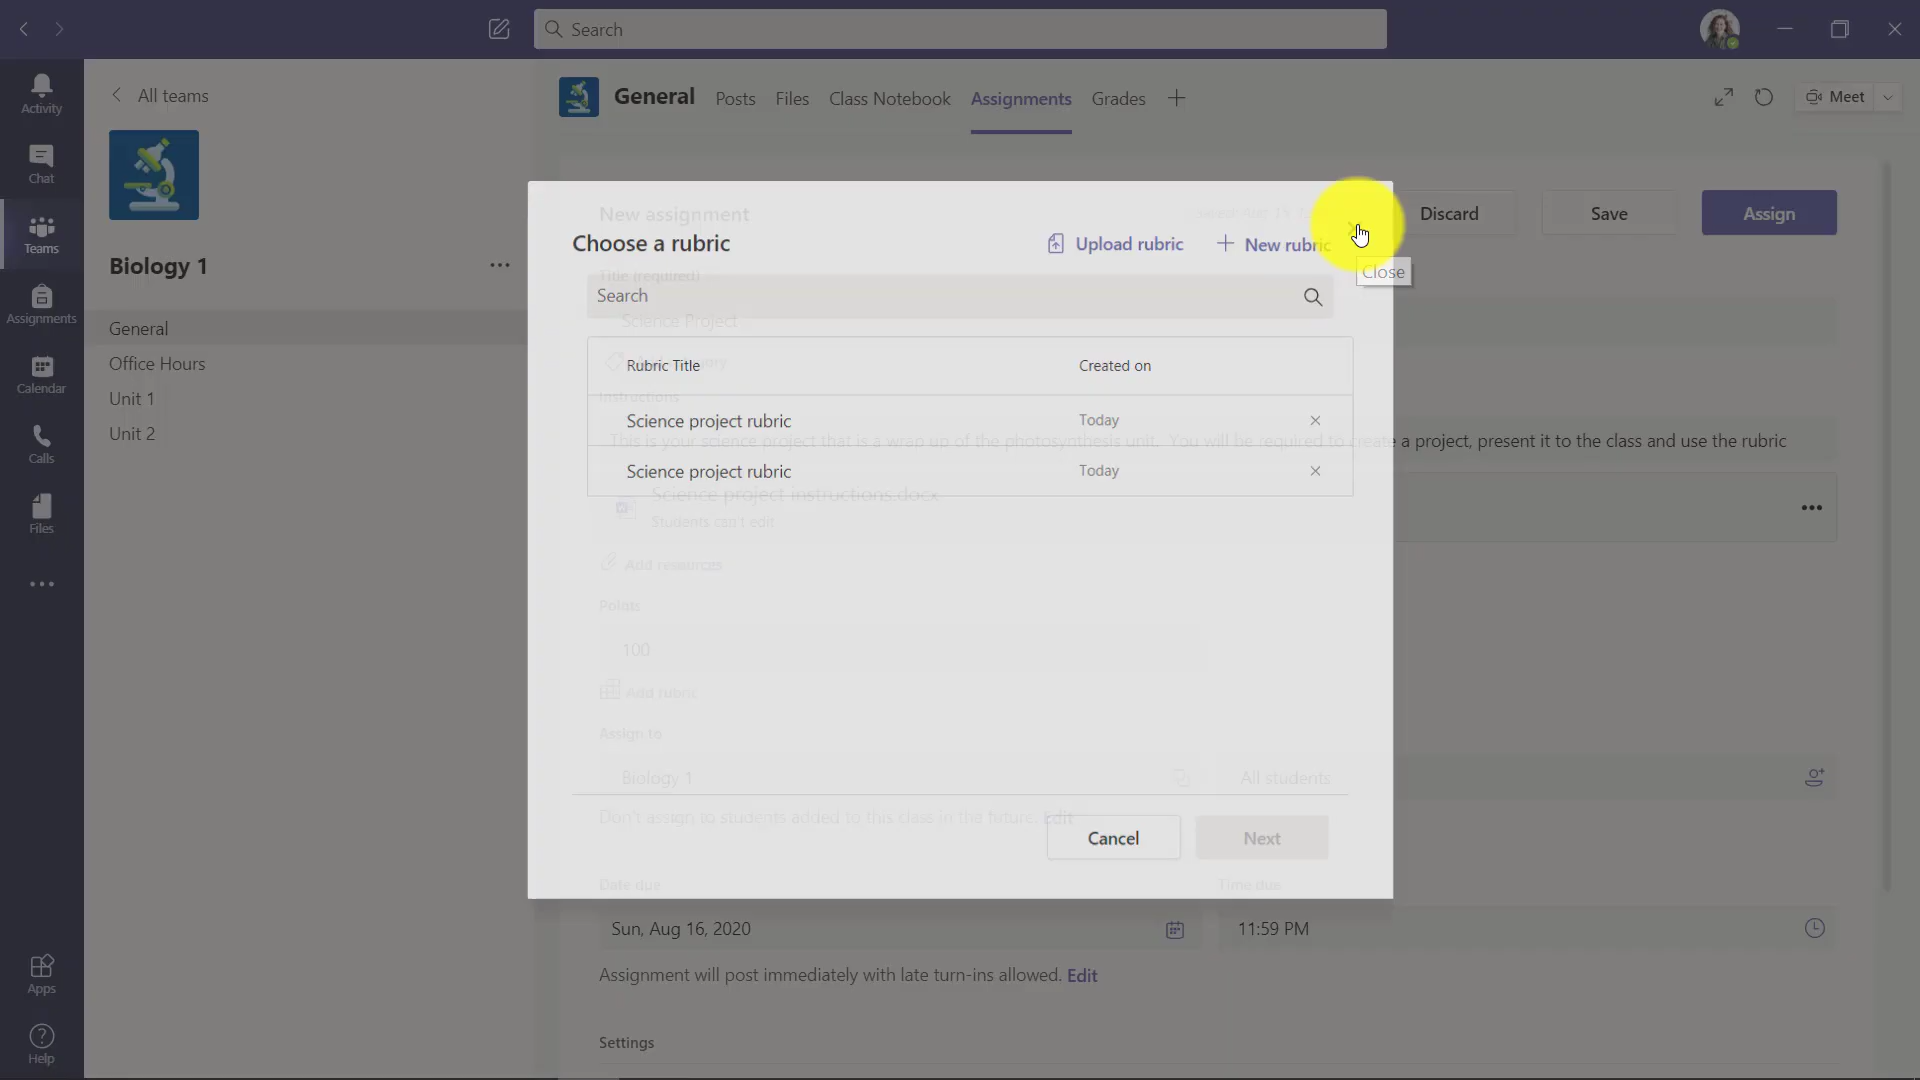 Search
Activity
Chat
Teams
Assignments
Calendar
Calls
Files
Apps
Help
All teams
Biology 1
General
Office Hours
Unit 1
Unit 2
General Posts Files Class Notebook Assignments Grades
Meet
New assignment
Discard Save Assign
Choose a rubric Upload rubric New rubric
Close
Title (required)
Search
Science Project
Rubric Title Created on
Instructions
Science project rubric Today
This is your science project that is a wrap up of the photosynthesis unit. You will be required to create a project, present it to the class and use the rubric
Science project rubric Today
Science project instructions.docx
Students can't edit
Add resources
Points
100
Add rubric
Assign to
Biology 1 All students
Don't assign to students added to this class in the future. Edit
Cancel Next
Date due Time due
Sun, Aug 16, 2020 11:59 PM
Assignment will post immediately with late turn-ins allowed. Edit
Settings